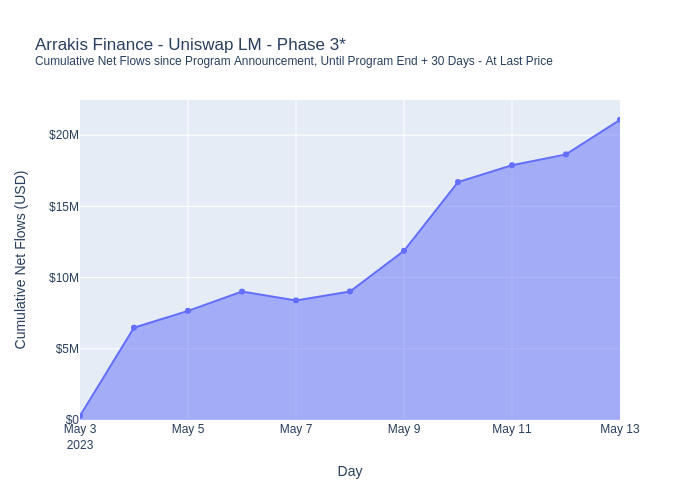 Arrakis Finance - Uniswap LM - Phase 3*
Cumulative Net Flows since Program Announcement, Until Program End + 30 Days - At Last Price
Cumulative Net Flows (USD)
$20M
$15M
$10M
$5M
$0
May 3
2023
May 5
May 7
May 9
May 11
May 13
Day